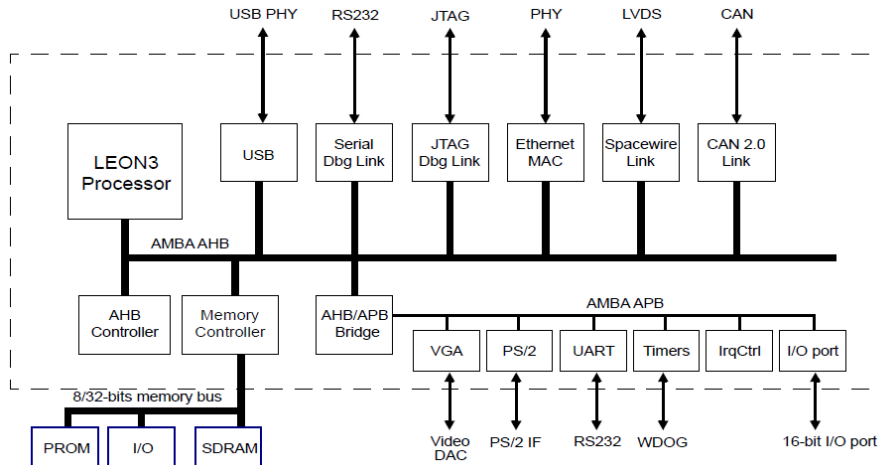 USB PHY
RS232
JTAG
PHY
LVDS
CAN
LEON3
Processor
USB
Serial
Dbg Link
JTAG
Dbg Link
Ethernet
MAC
Spacewire
Link
CAN 2.0
Link
AMBA AHB
AHB
Controller
Memory
Controller
AHB/APB
Bridge
AMBA APB
VGA
PS/2
UART
Timers
IrqCtrl
I/O port
8/32-bits memory bus
PROM
I/O
SDRAM
Video
DAC
PS/2 IF
RS232
WDOG
16-bit I/O port